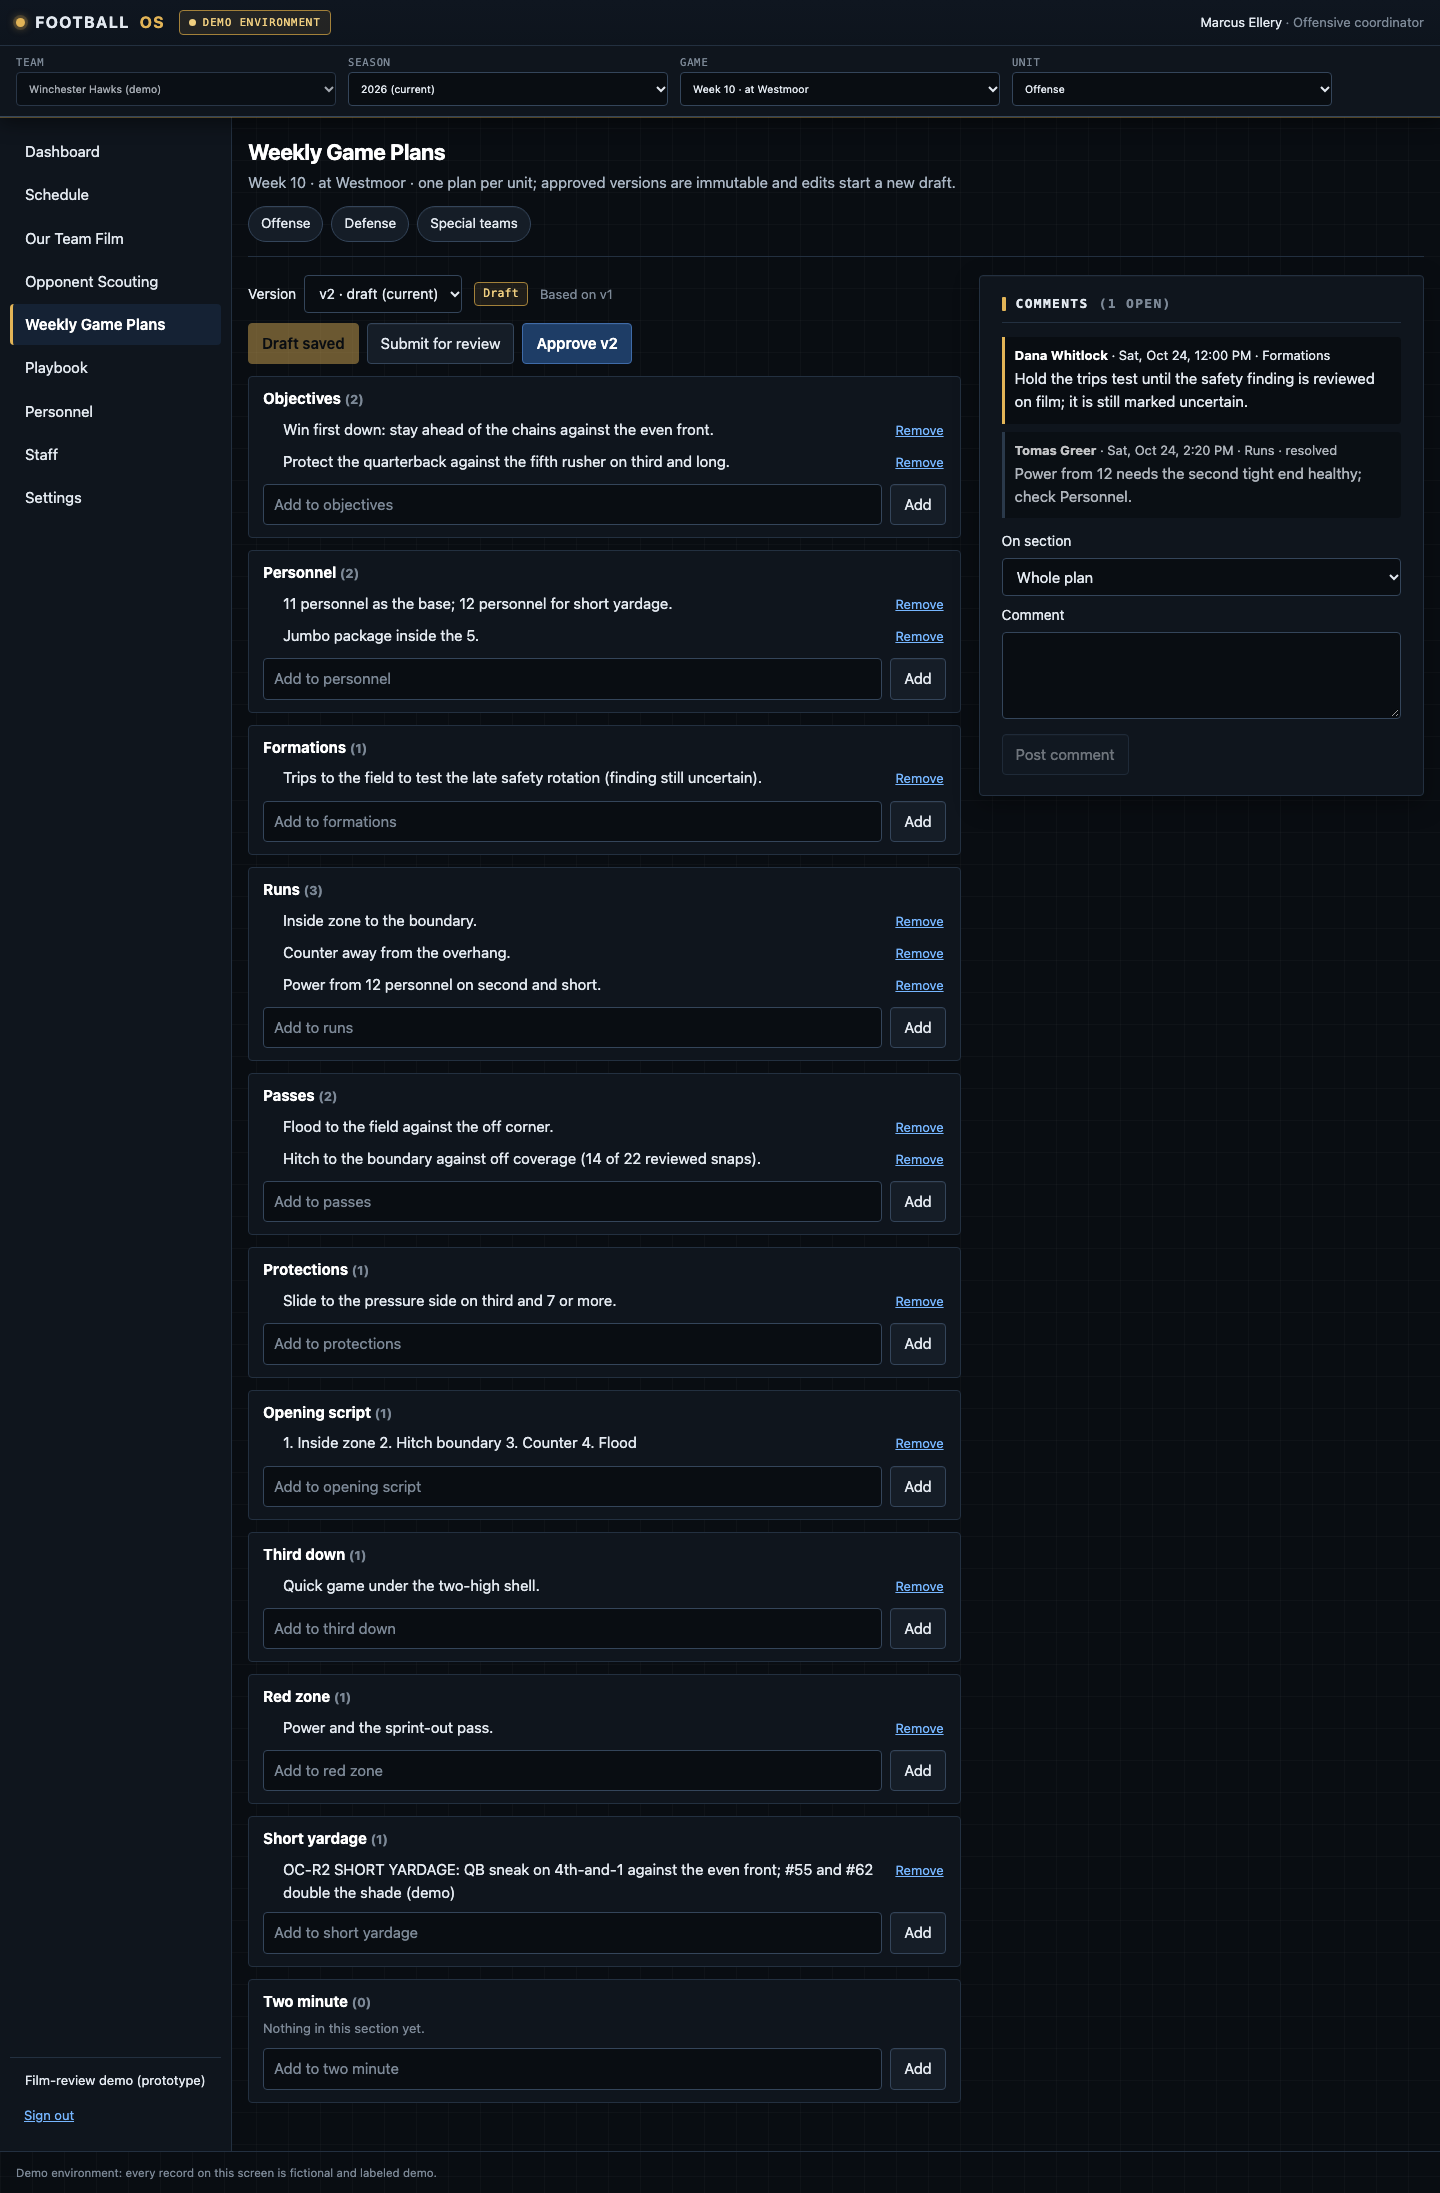 FOOTBALL OS
DEMO ENVIRONMENT
Marcus Ellery · Offensive coordinator
TEAM
Winchester Hawks (demo)
SEASON
2026 (current)
GAME
Week 10 · at Westmoor
UNIT
Offense
Dashboard
Schedule
Our Team Film
Opponent Scouting
Weekly Game Plans
Playbook
Personnel
Staff
Settings
Film-review demo (prototype)
Sign out
Weekly Game Plans
Week 10 · at Westmoor · one plan per unit; approved versions are immutable and edits start a new draft.
Offense
Defense
Special teams
Version
v2 · draft (current)
Draft
Based on v1
Draft saved
Submit for review
Approve v2
Objectives (2)
Win first down: stay ahead of the chains against the even front.
Remove
Protect the quarterback against the fifth rusher on third and long.
Remove
Add to objectives
Add
Personnel (2)
11 personnel as the base; 12 personnel for short yardage.
Remove
Jumbo package inside the 5.
Remove
Add to personnel
Add
Formations (1)
Trips to the field to test the late safety rotation (finding still uncertain).
Remove
Add to formations
Add
Runs (3)
Inside zone to the boundary.
Remove
Counter away from the overhang.
Remove
Power from 12 personnel on second and short.
Remove
Add to runs
Add
Passes (2)
Flood to the field against the off corner.
Remove
Hitch to the boundary against off coverage (14 of 22 reviewed snaps).
Remove
Add to passes
Add
Protections (1)
Slide to the pressure side on third and 7 or more.
Remove
Add to protections
Add
Opening script (1)
1. Inside zone 2. Hitch boundary 3. Counter 4. Flood
Remove
Add to opening script
Add
Third down (1)
Quick game under the two-high shell.
Remove
Add to third down
Add
Red zone (1)
Power and the sprint-out pass.
Remove
Add to red zone
Add
Short yardage (1)
OC-R2 SHORT YARDAGE: QB sneak on 4th-and-1 against the even front; #55 and #62
double the shade (demo)
Remove
Add to short yardage
Add
Two minute (0)
Nothing in this section yet.
Add to two minute
Add
COMMENTS (1 OPEN)
Dana Whitlock · Sat, Oct 24, 12:00 PM · Formations
Hold the trips test until the safety finding is reviewed
on film; it is still marked uncertain.
Tomas Greer · Sat, Oct 24, 2:20 PM · Runs · resolved
Power from 12 needs the second tight end healthy;
check Personnel.
On section
Whole plan
Comment
Post comment
Demo environment: every record on this screen is fictional and labeled demo.